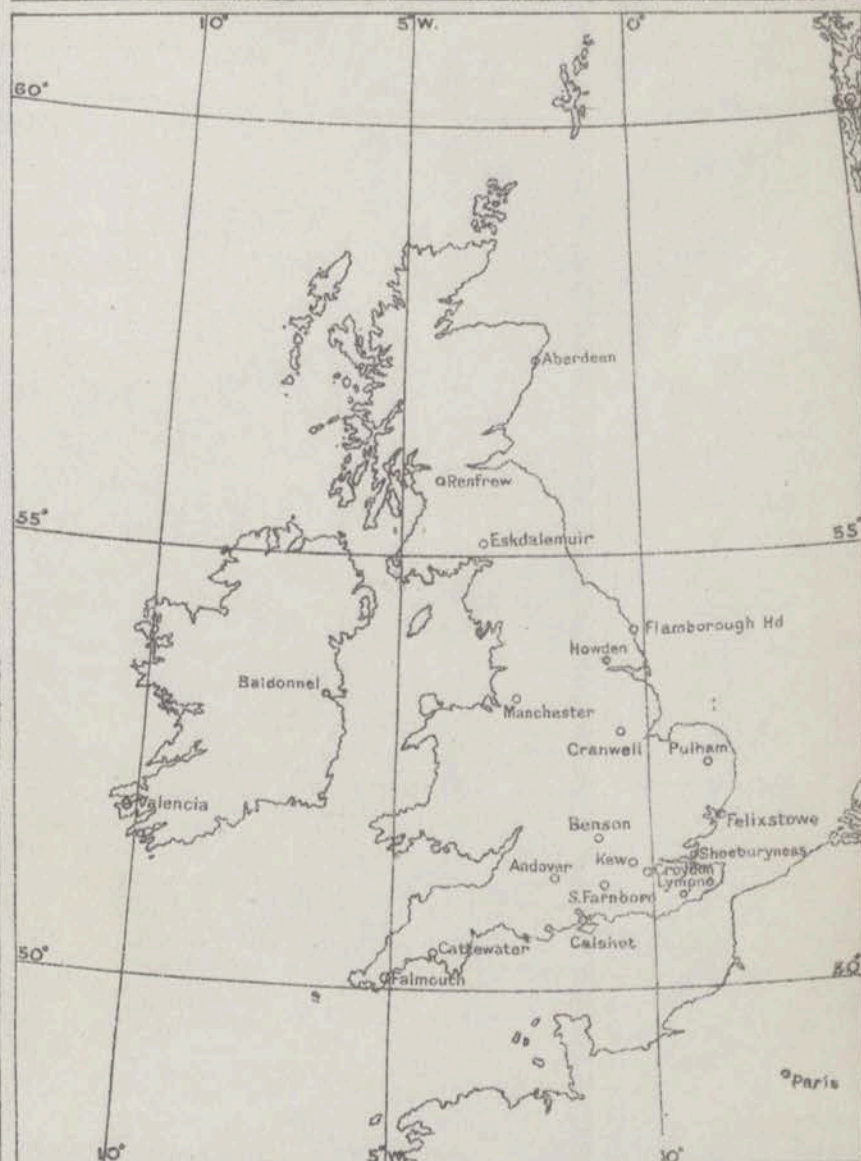 10° 5°W. 0° 5
60°
Aberdeen
Renfrew
55° 55
Eskdalemuir
Flamborough Hd
Howden
Baldonnel
Manchester
Cranwell Pulham
Valencia
Felixstowe
Benson
Shoeburyness
Kew
Croydon
Andover
Lympne
S.Farnboro
Calshot
Cattewater
50° 50
Falmouth
Paris
10° 5°W. 0°